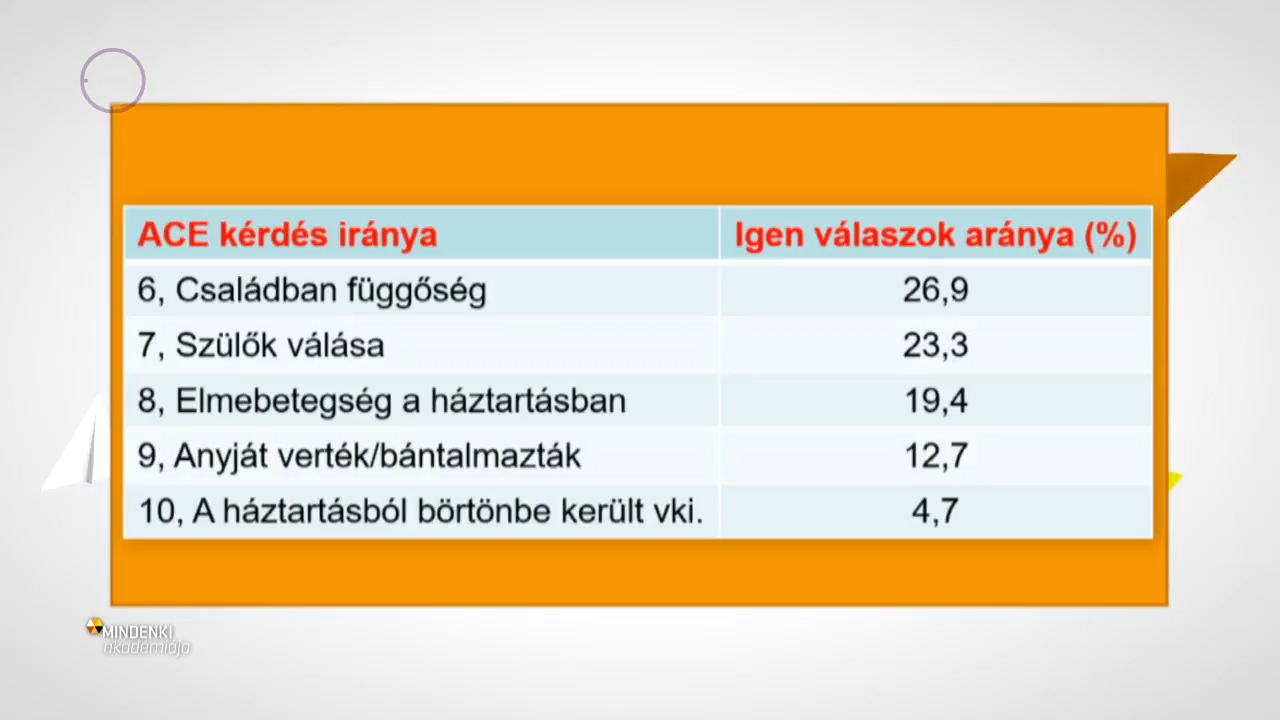 ACE kérdés iránya Igen válaszok aránya (%)
6, Családban függőség 26,9
7, Szülők válása 23,3
8, Elmebetegség a háztartásban 19,4
9, Anyját verték/bántalmazták 12,7
10, A háztartásból börtönbe került vki. 4,7
MINDENKI
akadémiája